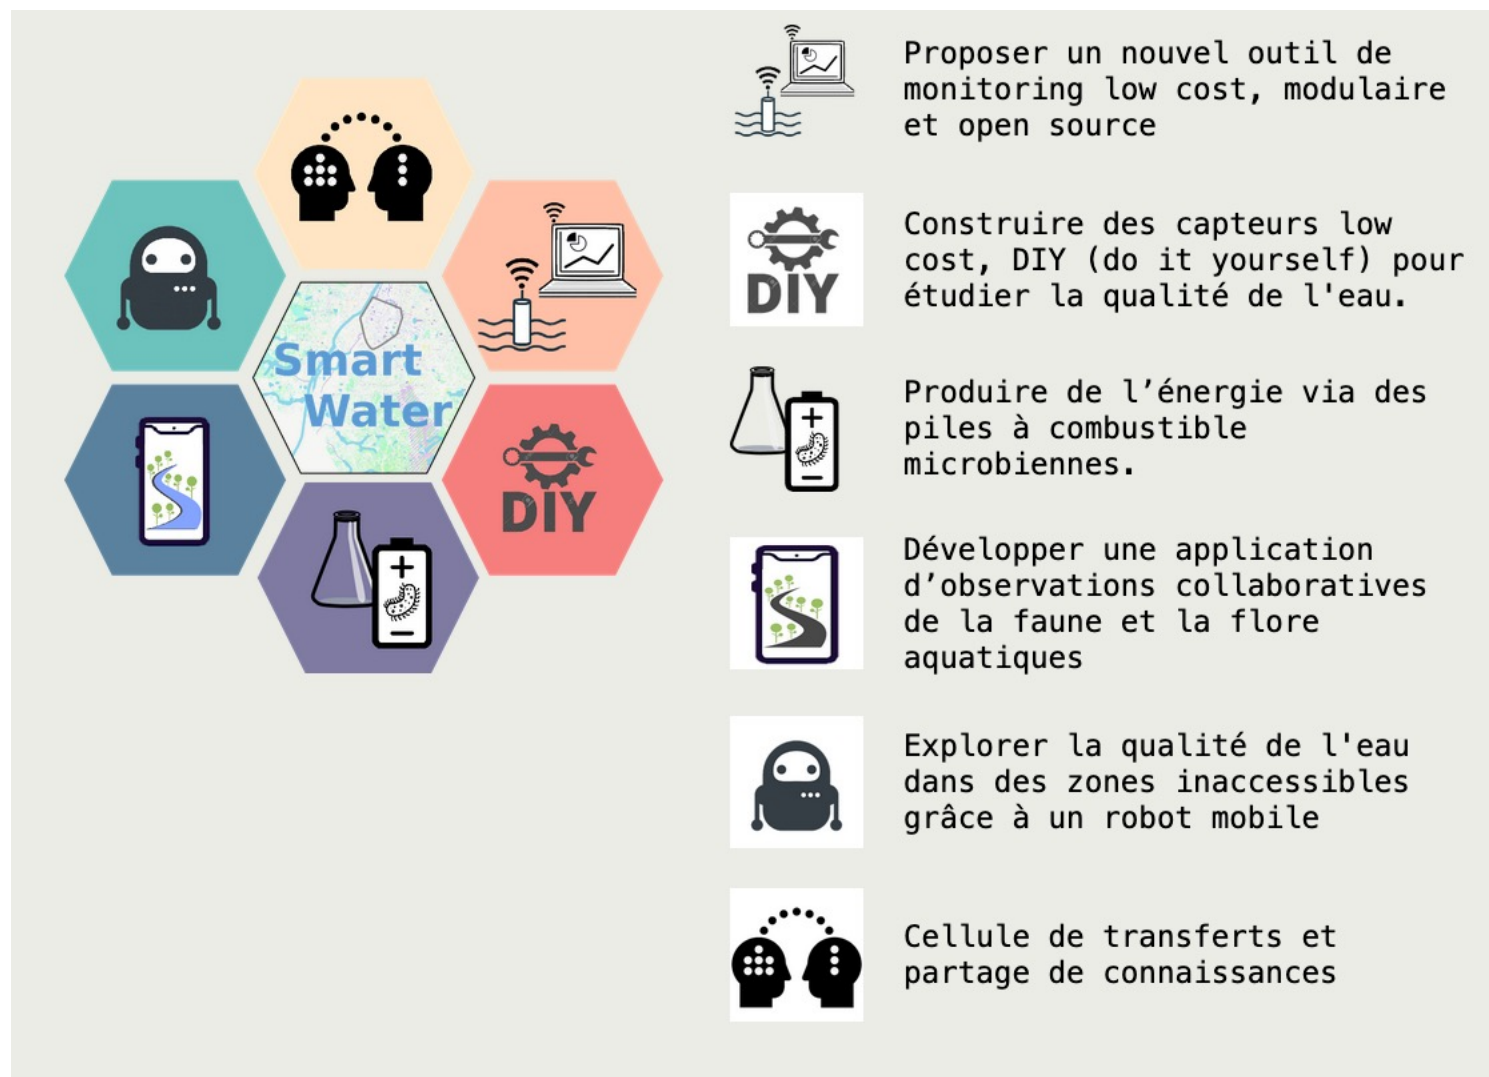 Smart
Water
DIY
Proposer un nouvel outil de
monitoring low cost, modulaire
et open source
DIY
Construire des capteurs low
cost, DIY (do it yourself) pour
étudier la qualité de l'eau.
Produire de l’énergie via des
piles à combustible
microbiennes.
Développer une application
d’observations collaboratives
de la faune et la flore
aquatiques
Explorer la qualité de l'eau
dans des zones inaccessibles
grâce à un robot mobile
Cellule de transferts et
partage de connaissances